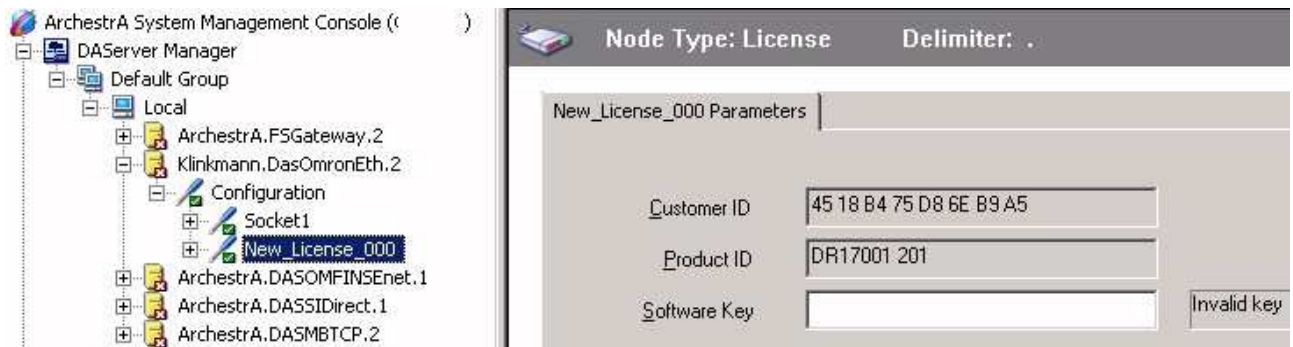 ArchestrA System Management Console ( )
DAServer Manager
Default Group
Local
ArchestrA.FSGateway.2
Klinkmann.DasOmronEth.2
Configuration
Socket1
New_License_000
ArchestrA.DASOMFINSEnet.1
ArchestrA.DASSIDirect.1
ArchestrA.DASMBTCP.2
Node Type: License Delimiter: .
New_License_000 Parameters
Customer ID 45 18 B4 75 D8 6E B9 A5
Product ID DR17001 201
Software Key Invalid key